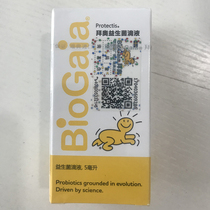 Protectis®
拜奥益生菌滴液
BioGaia
益生菌滴液, 5毫升
Probiotics grounded in evolution.
Driven by science.